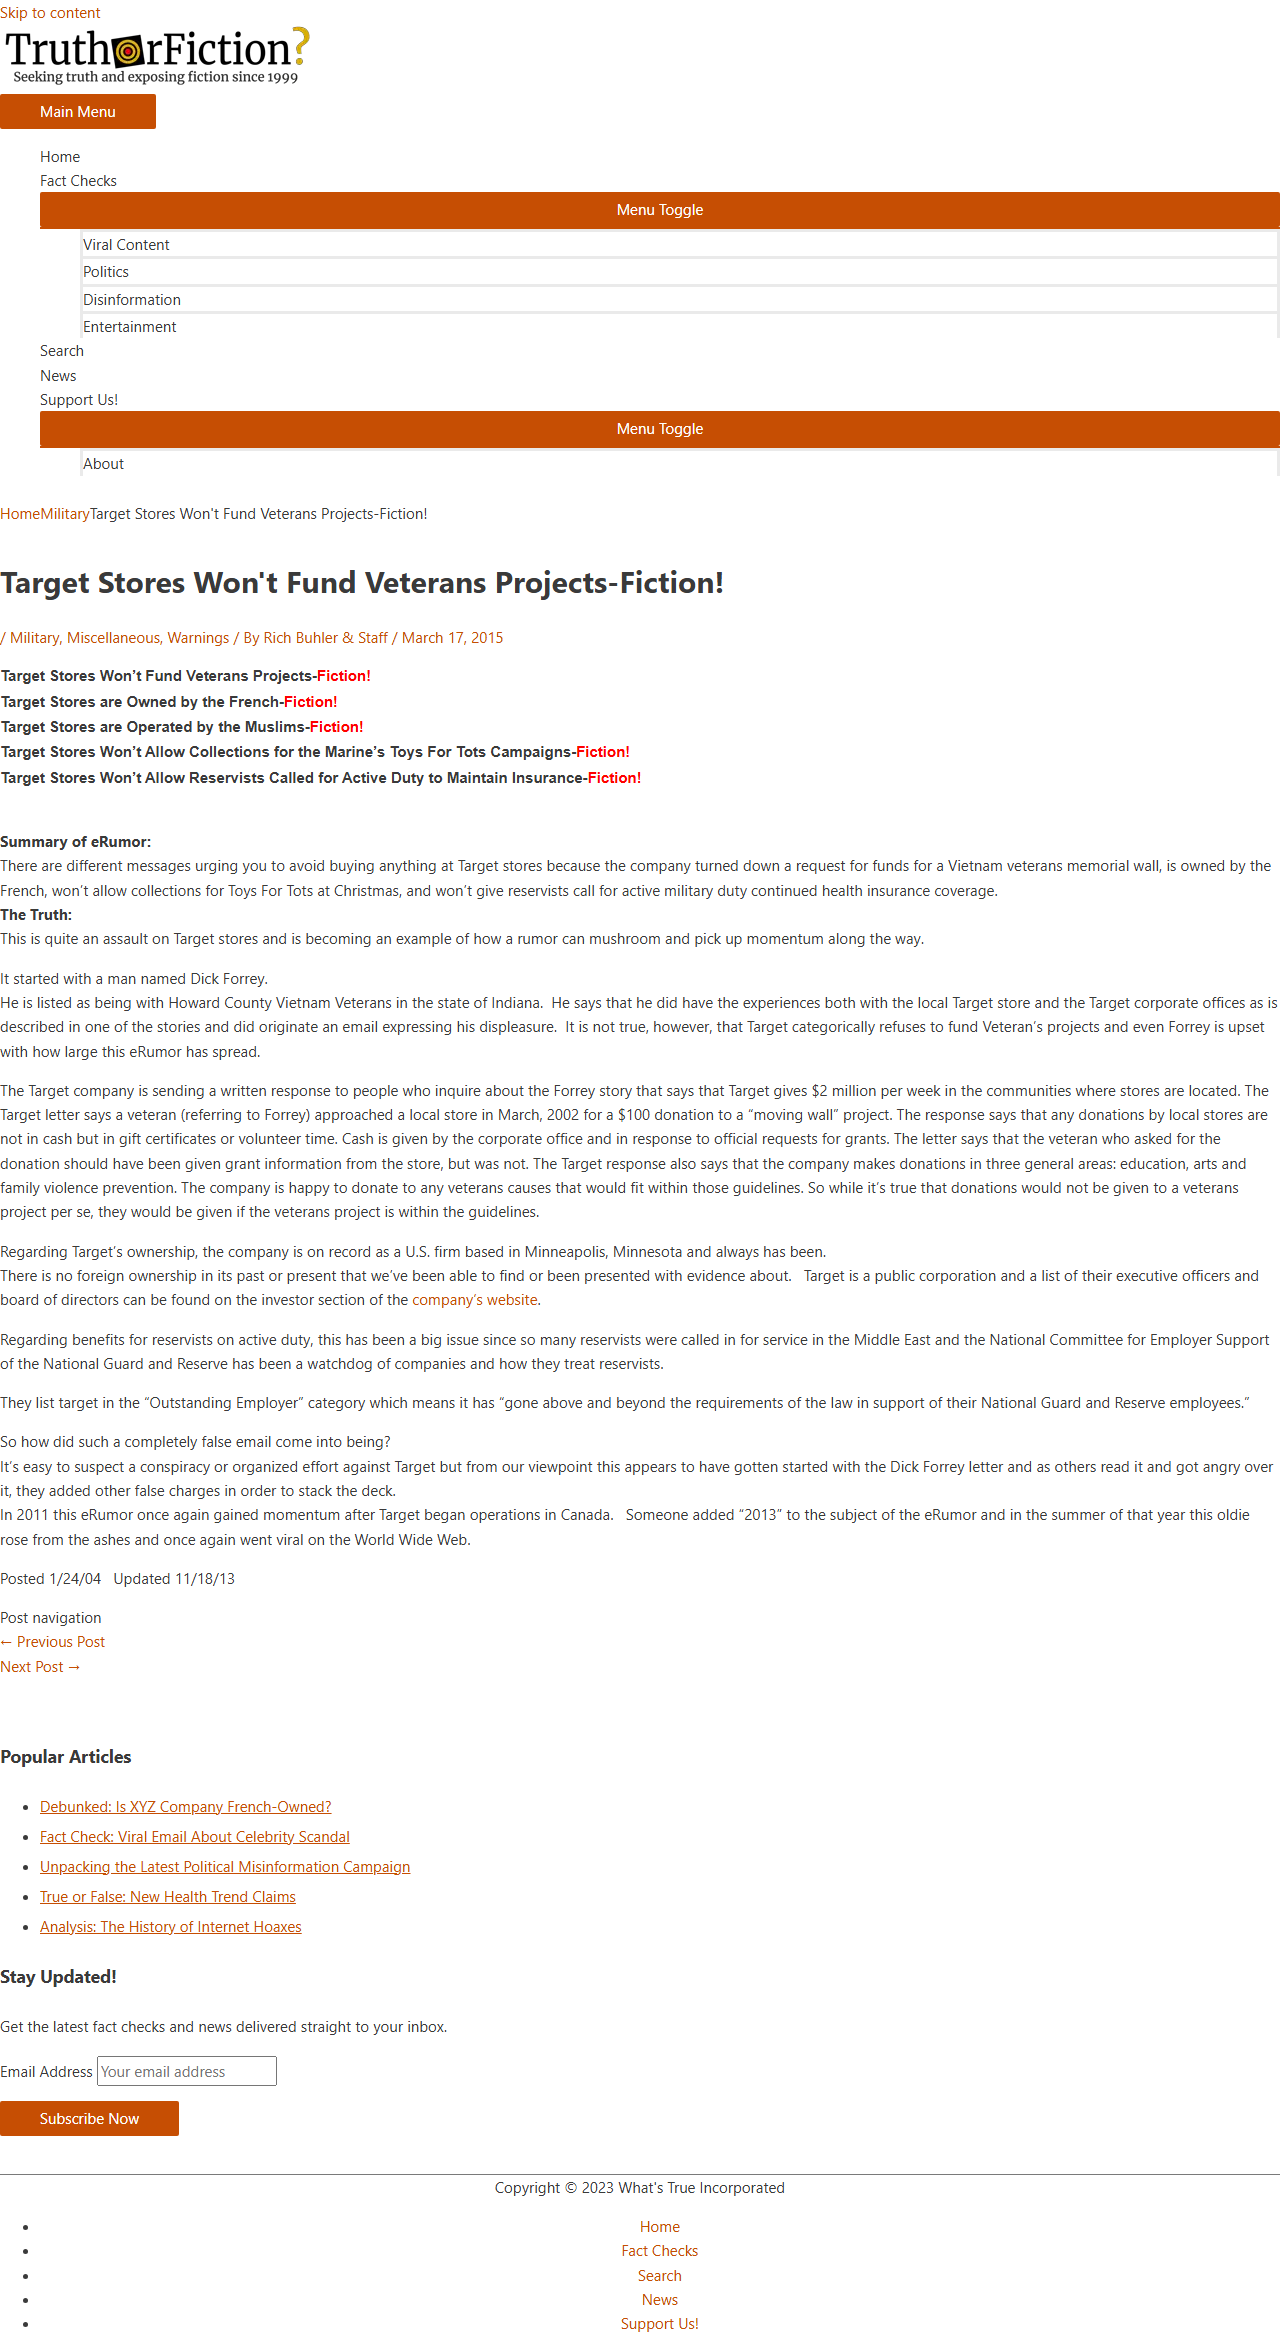 Skip to content
TruthorFiction?
Seeking truth and exposing fiction since 1999
Main Menu
Home
Fact Checks
Menu Toggle
Viral Content
Politics
Disinformation
Entertainment
Search
News
Support Us!
Menu Toggle
About
HomeMilitaryTarget Stores Won't Fund Veterans Projects-Fiction!
Target Stores Won't Fund Veterans Projects-Fiction!
/ Military, Miscellaneous, Warnings / By Rich Buhler & Staff / March 17, 2015
Target Stores Won’t Fund Veterans Projects-Fiction!
Target Stores are Owned by the French-Fiction!
Target Stores are Operated by the Muslims-Fiction!
Target Stores Won’t Allow Collections for the Marine’s Toys For Tots Campaigns-Fiction!
Target Stores Won’t Allow Reservists Called for Active Duty to Maintain Insurance-Fiction!
Summary of eRumor:
There are different messages urging you to avoid buying anything at Target stores because the company turned down a request for funds for a Vietnam veterans memorial wall, is owned by the
French, won’t allow collections for Toys For Tots at Christmas, and won’t give reservists call for active military duty continued health insurance coverage.
The Truth:
This is quite an assault on Target stores and is becoming an example of how a rumor can mushroom and pick up momentum along the way.
It started with a man named Dick Forrey.
He is listed as being with Howard County Vietnam Veterans in the state of Indiana.  He says that he did have the experiences both with the local Target store and the Target corporate offices as is
described in one of the stories and did originate an email expressing his displeasure.  It is not true, however, that Target categorically refuses to fund Veteran’s projects and even Forrey is upset
with how large this eRumor has spread.
The Target company is sending a written response to people who inquire about the Forrey story that says that Target gives $2 million per week in the communities where stores are located. The
Target letter says a veteran (referring to Forrey) approached a local store in March, 2002 for a $100 donation to a “moving wall” project. The response says that any donations by local stores are
not in cash but in gift certificates or volunteer time. Cash is given by the corporate office and in response to official requests for grants. The letter says that the veteran who asked for the
donation should have been given grant information from the store, but was not. The Target response also says that the company makes donations in three general areas: education, arts and
family violence prevention. The company is happy to donate to any veterans causes that would fit within those guidelines. So while it’s true that donations would not be given to a veterans
project per se, they would be given if the veterans project is within the guidelines.
Regarding Target’s ownership, the company is on record as a U.S. firm based in Minneapolis, Minnesota and always has been.
There is no foreign ownership in its past or present that we’ve been able to find or been presented with evidence about.   Target is a public corporation and a list of their executive officers and
board of directors can be found on the investor section of the company’s website.
Regarding benefits for reservists on active duty, this has been a big issue since so many reservists were called in for service in the Middle East and the National Committee for Employer Support
of the National Guard and Reserve has been a watchdog of companies and how they treat reservists.
They list target in the “Outstanding Employer” category which means it has “gone above and beyond the requirements of the law in support of their National Guard and Reserve employees.”
So how did such a completely false email come into being?
It’s easy to suspect a conspiracy or organized effort against Target but from our viewpoint this appears to have gotten started with the Dick Forrey letter and as others read it and got angry over
it, they added other false charges in order to stack the deck.
In 2011 this eRumor once again gained momentum after Target began operations in Canada.   Someone added “2013” to the subject of the eRumor and in the summer of that year this oldie
rose from the ashes and once again went viral on the World Wide Web.
Posted 1/24/04   Updated 11/18/13
Post navigation
← Previous Post
Next Post →
Popular Articles
• Debunked: Is XYZ Company French-Owned?
• Fact Check: Viral Email About Celebrity Scandal
• Unpacking the Latest Political Misinformation Campaign
• True or False: New Health Trend Claims
• Analysis: The History of Internet Hoaxes
Stay Updated!
Get the latest fact checks and news delivered straight to your inbox.
Email Address Your email address
Subscribe Now
Copyright © 2023 What's True Incorporated
• Home
• Fact Checks
• Search
• News
• Support Us!